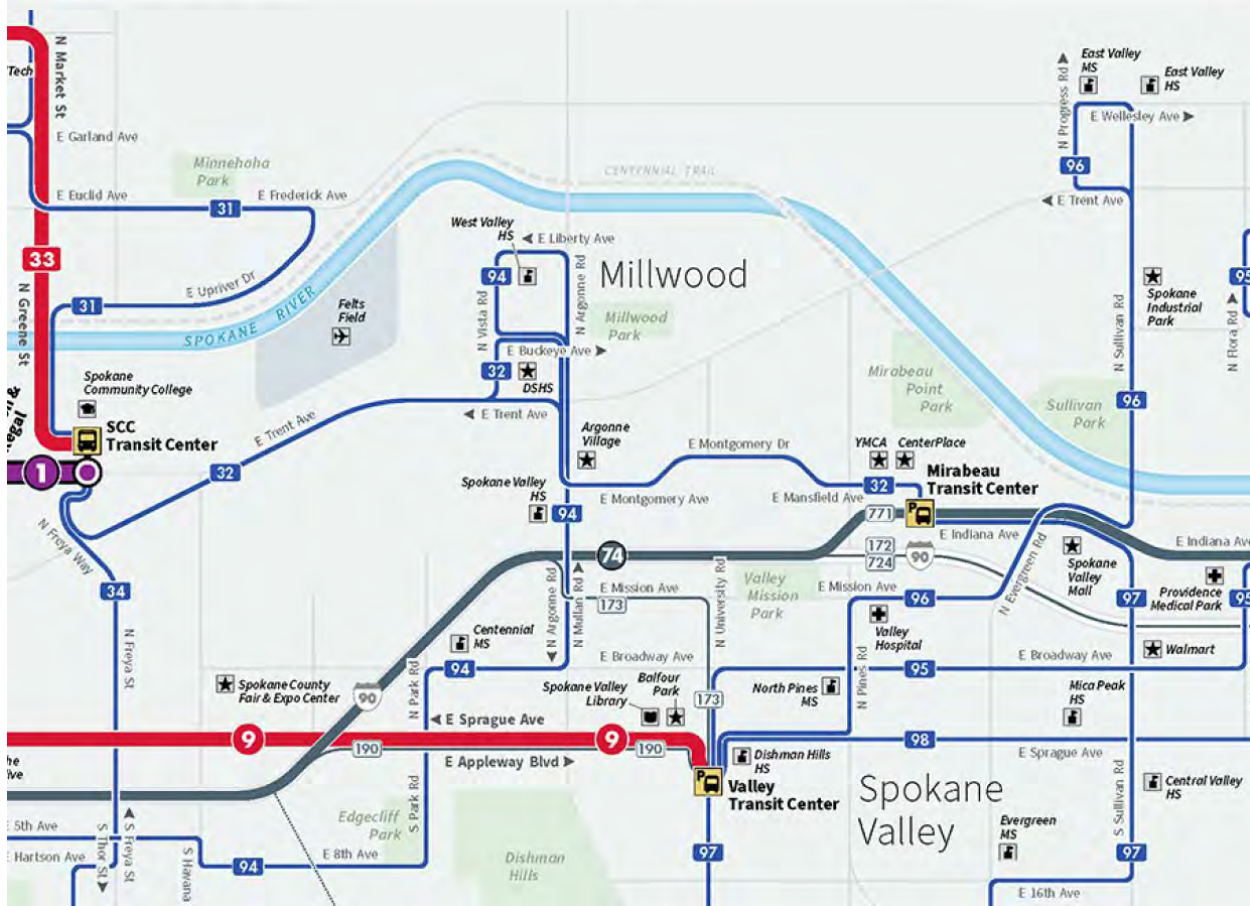 N Market St
Tech
E Garland Ave
Minnehoha
Park
E Euclid Ave
31
E Frederick Ave
33
N Greene St
31
E Upriver Dr
SPOKANE RIVER
Felts
Field
CENTENNIAL TRAIL
West Valley
HS
E Liberty Ave
94
N Vista Rd
N Argonne Rd
Millwood
Millwood
Park
E Buckeye Ave
32
DSHS
E Trent Ave
East Valley
MS
East Valley
HS
N Progress Rd
E Wellesley Ave
96
E Trent Ave
N Sullivan Rd
Spokane
Industrial
Park
95
N Flora Rd
96
Mirabeau
Point
Park
Sullivan
Park
Spokane
Community College
SCC
Transit Center
&
egal
1
E Trent Ave
32
N Freya Way
34
N Freya St
Argonne
Village
E Montgomery Dr
Spokane Valley
HS
94
E Montgomery Ave
YMCA
CenterPlace
Mirabeau
Transit Center
32
E Mansfield Ave
771
P
E Indiana Ave
E Indiana Ave
74
172
724
90
N Evergreen Rd
Spokane
Valley
Mall
Providence
Medical Park
97
95
N Argonne Rd
N Mullan Rd
E Mission Ave
173
N University Rd
Valley
Mission
Park
E Mission Ave
96
Valley
Hospital
Centennial
MS
94
E Broadway Ave
95
E Broadway Ave
Walmart
Spokane County
Fair & Expo Center
90
N Park Rd
Spokane Valley
Library
Balfour
Park
173
North Pines
MS
N Pines Rd
Mica Peak
HS
E Sprague Ave
9
9
190
190
E Appleway Blvd
98
E Sprague Ave
Dishman Hills
HS
P
Valley
Transit Center
Spokane
Valley
S Sullivan Rd
Central Valley
HS
Evergreen
MS
97
97
E 16th Ave
he
ive
Edgecliff
Park
S Park Rd
E 5th Ave
E Hartson Ave
S Thor St
S Freya St
S Havana
94
E 8th Ave
Dishman
Hills